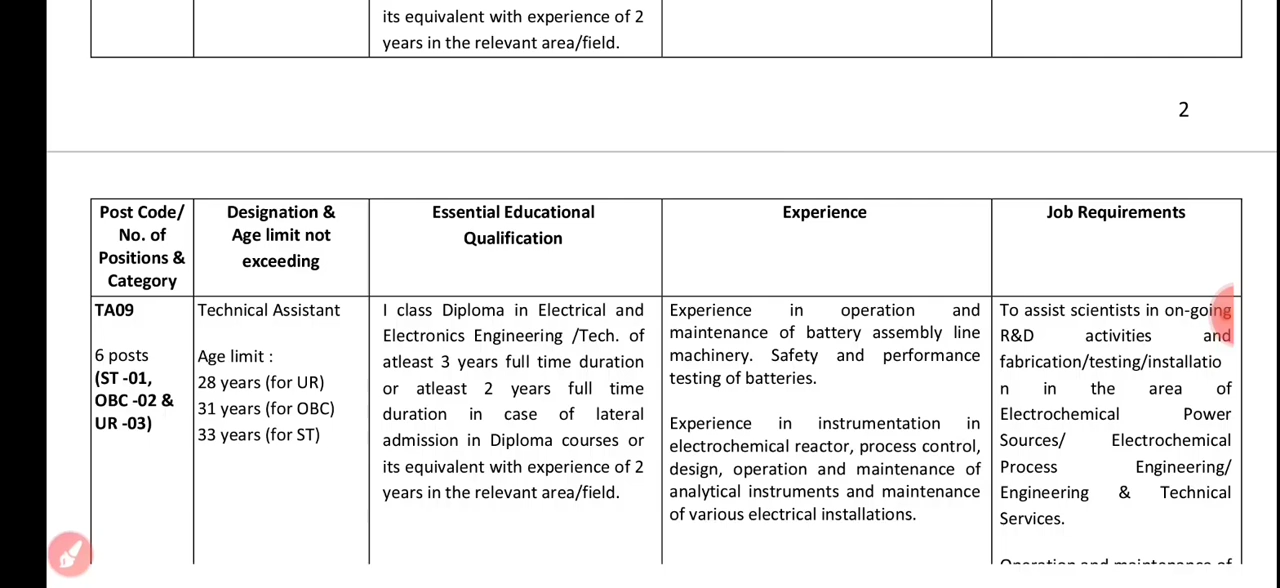 its equivalent with experience of 2
years in the relevant area/field.
2
Post Code/
No. of
Positions &
Category
Designation &
Age limit not
exceeding
Essential Educational
Qualification
Experience
Job Requirements
TA09
6 posts
(ST -01,
OBC -02 &
UR -03)
Technical Assistant
Age limit :
28 years (for UR)
31 years (for OBC)
33 years (for ST)
I class Diploma in Electrical and
Electronics Engineering /Tech. of
atleast 3 years full time duration
or atleast 2 years full time
duration in case of lateral
admission in Diploma courses or
its equivalent with experience of 2
years in the relevant area/field.
Experience in operation and
maintenance of battery assembly line
machinery. Safety and performance
testing of batteries.
Experience in instrumentation in
electrochemical reactor, process control,
design, operation and maintenance of
analytical instruments and maintenance
of various electrical installations.
To assist scientists in on-going
R&D activities and
fabrication/testing/installatio
n in the area of
Electrochemical Power
Sources/ Electrochemical
Process Engineering/
Engineering & Technical
Services.
Operation and maintenance of